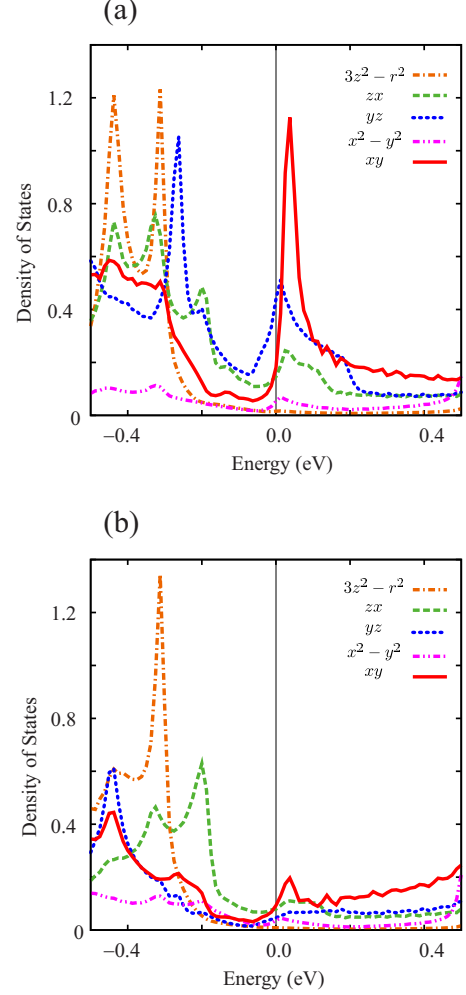 (a)
Density of States
1.2
0.8
0.4
0
3z² − r²
zx
yz
x² − y²
xy
−0.4
0.0
0.4
Energy (eV)
(b)
Density of States
1.2
0.8
0.4
0
3z² − r²
zx
yz
x² − y²
xy
−0.4
0.0
0.4
Energy (eV)